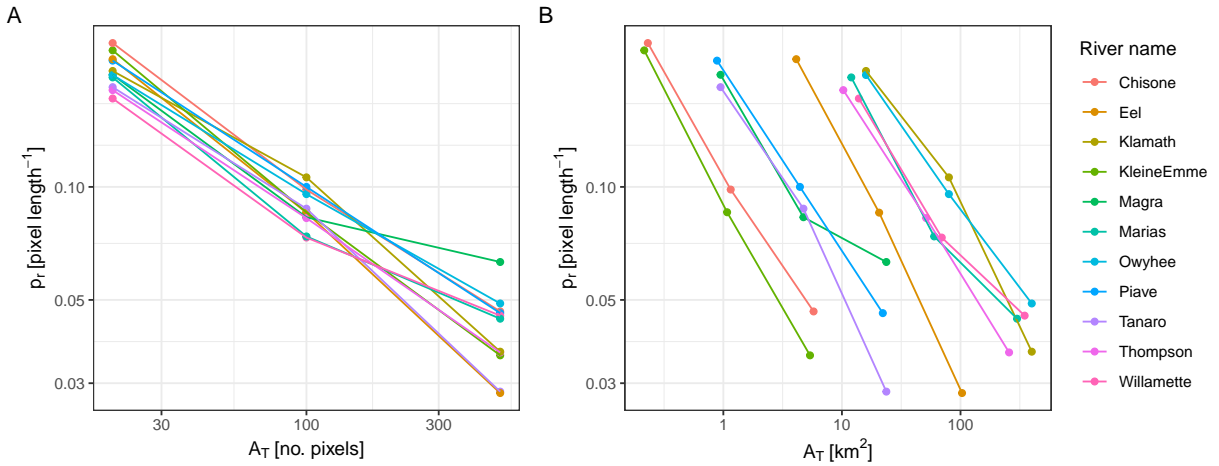 A
p_r [pixel length^−1]
0.10
0.05
0.03
30
100
300
A_T [no. pixels]
B
p_r [pixel length^−1]
0.10
0.05
0.03
1
10
100
A_T [km^2]
River name
Chisone
Eel
Klamath
KleineEmme
Magra
Marias
Owyhee
Piave
Tanaro
Thompson
Willamette